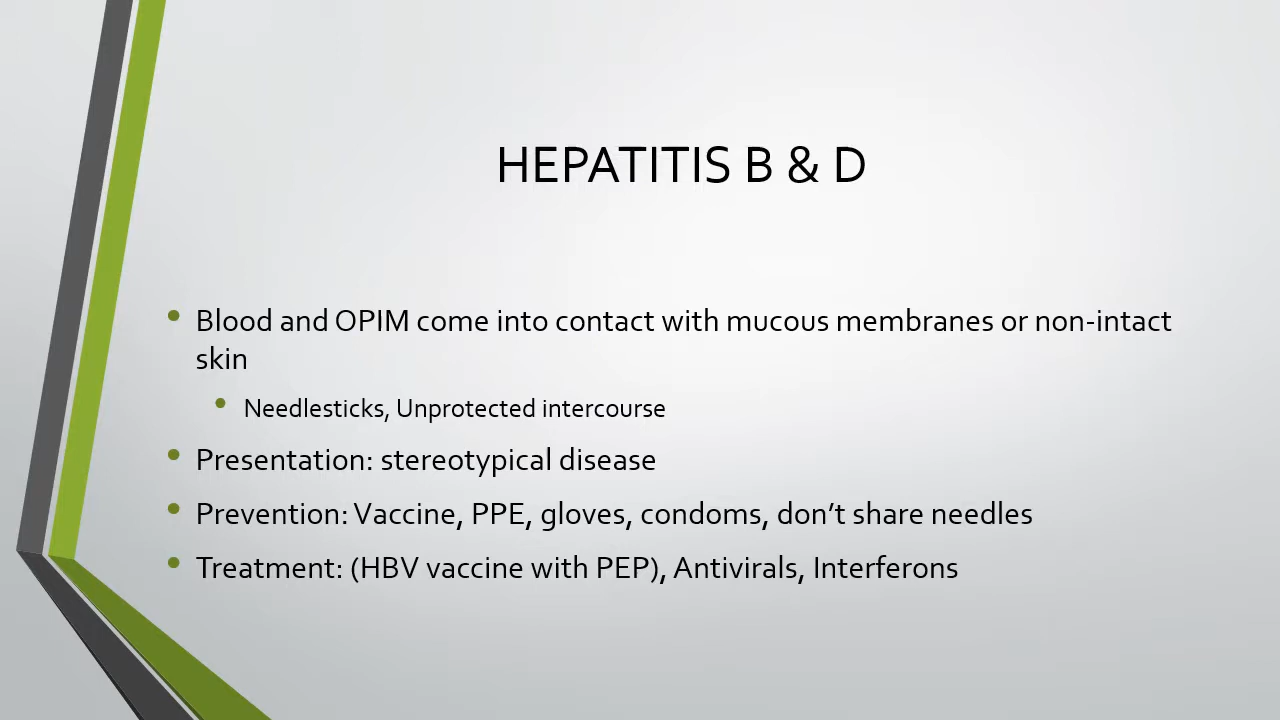 HEPATITIS B & D
• Blood and OPIM come into contact with mucous membranes or non-intact
skin
• Needlesticks, Unprotected intercourse
• Presentation: stereotypical disease
• Prevention: Vaccine, PPE, gloves, condoms, don’t share needles
• Treatment: (HBV vaccine with PEP), Antivirals, Interferons